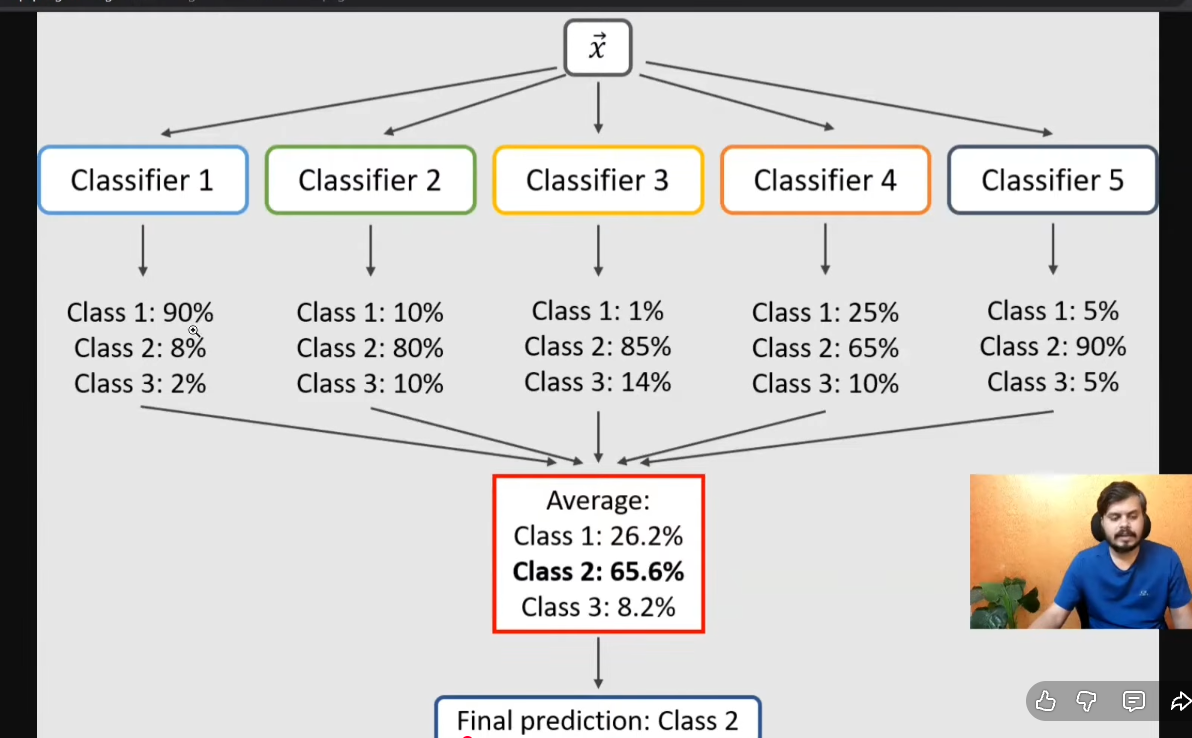 x⃗
Classifier 1
Classifier 2
Classifier 3
Classifier 4
Classifier 5
Class 1: 90%
Class 2: 8%
Class 3: 2%
Class 1: 10%
Class 2: 80%
Class 3: 10%
Class 1: 1%
Class 2: 85%
Class 3: 14%
Class 1: 25%
Class 2: 65%
Class 3: 10%
Class 1: 5%
Class 2: 90%
Class 3: 5%
Average:
Class 1: 26.2%
Class 2: 65.6%
Class 3: 8.2%
Final prediction: Class 2